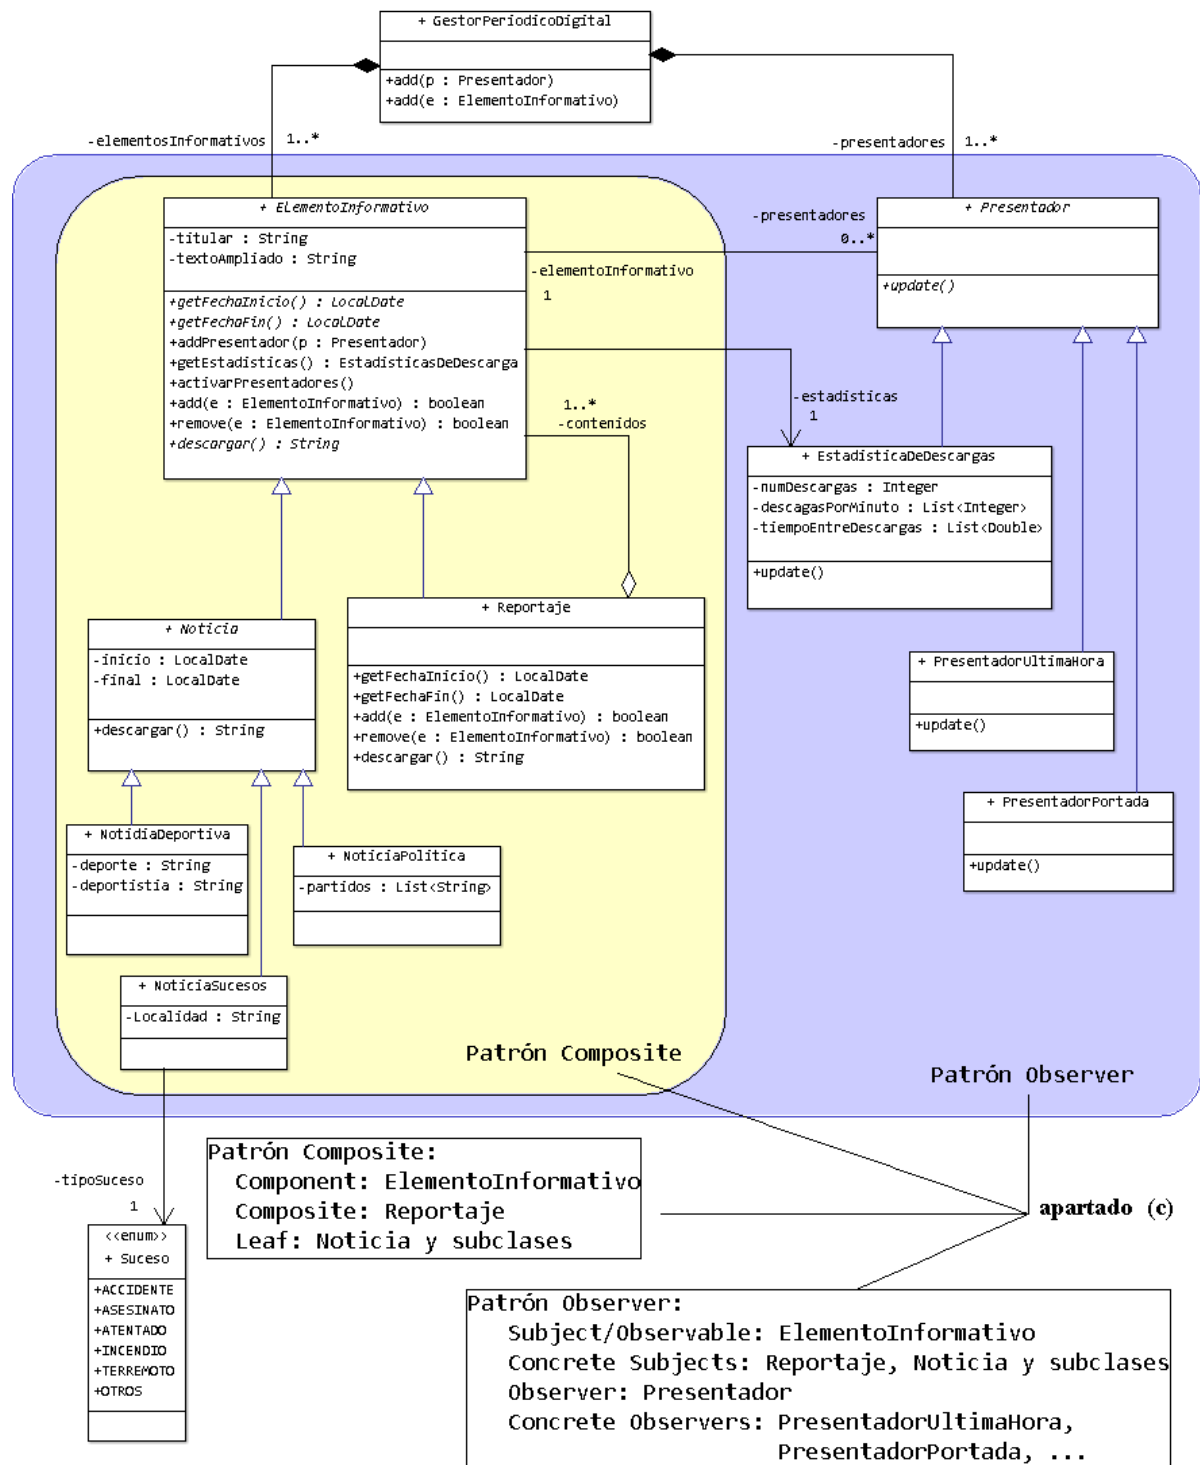 + GestorPeriodicoDigital
+add(p : Presentador)
+add(e : ElementoInformativo)
-elementosInformativos
1..*
-presentadores
1..*
+ ELementoInformativo
-titular : String
-textoAmpliado : String
+getFechaInicio() : LocalDate
+getFechaFin() : LocalDate
+addPresentador(p : Presentador)
+getEstadisticas() : EstadisticasDeDescarga
+activarPresentadores()
+add(e : ElementoInformativo) : boolean
+remove(e : ElementoInformativo) : boolean
+descargar() : String
-presentadores
0..*
-elementoInformativo
1
+ Presentador
+update()
1..*
-contenidos
-estadisticas
1
+ EstadisticaDeDescargas
-numDescargas : Integer
-descagasPorMinuto : List<Integer>
-tiempoEntreDescargas : List<Double>
+update()
+ Noticia
-inicio : LocalDate
-final : LocalDate
+descargar() : String
+ Reportaje
+getFechaInicio() : LocalDate
+getFechaFin() : LocalDate
+add(e : ElementoInformativo) : boolean
+remove(e : ElementoInformativo) : boolean
+descargar() : String
+ PresentadorUltimaHora
+update()
+ PresentadorPortada
+update()
+ NotidiaDeportiva
-deporte : String
-deportistia : String
+ NoticiaPolitica
-partidos : List<String>
+ NoticiaSucesos
-Localidad : String
Patrón Composite
Patrón Observer
-tipoSuceso
1
<<enum>>
+ Suceso
+ACCIDENTE
+ASESINATO
+ATENTADO
+INCENDIO
+TERREMOTO
+OTROS
Patrón Composite:
Component: ElementoInformativo
Composite: Reportaje
Leaf: Noticia y subclases
apartado (c)
Patrón Observer:
Subject/Observable: ElementoInformativo
Concrete Subjects: Reportaje, Noticia y subclases
Observer: Presentador
Concrete Observers: PresentadorUltimaHora,
PresentadorPortada, ...